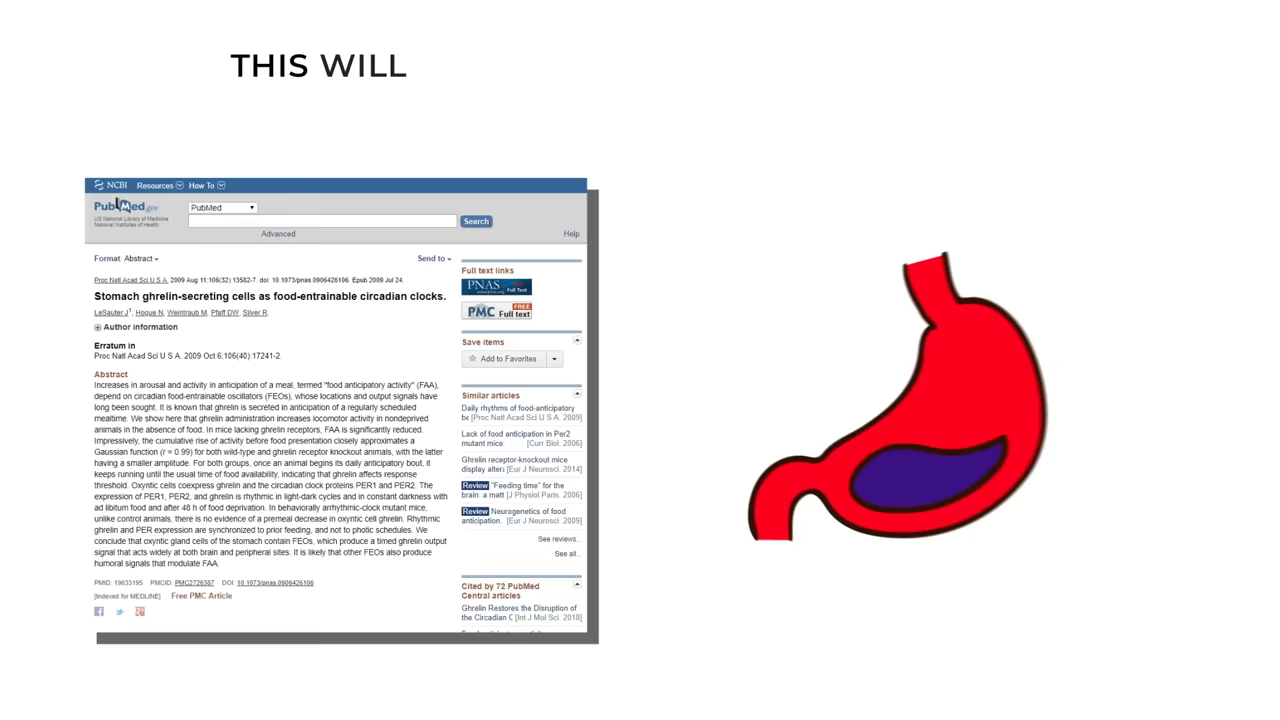 THIS WILL
NCBI Resources How To
PubMed.gov
US National Library of Medicine
National Institutes of Health
PubMed
Search
Advanced
Help
Format Abstract
Send to
Proc Natl Acad Sci U S A. 2009 Aug 11;106(32):13582-7. doi: 10.1073/pnas.0906426106. Epub 2009 Jul 24.
Stomach ghrelin-secreting cells as food-entrainable circadian clocks.
LeSauter J1, Hoque N, Weintraub M, Pfaff DW, Silver R.
Author information
Erratum in
Proc Natl Acad Sci U S A. 2009 Oct 6;106(40):17241-2.
Abstract
Increases in arousal and activity in anticipation of a meal, termed "food anticipatory activity" (FAA),
depend on circadian food-entrainable oscillators (FEOs), whose locations and output signals have
long been sought. It is known that ghrelin is secreted in anticipation of a regularly scheduled
mealtime. We show here that ghrelin administration increases locomotor activity in nondeprived
animals in the absence of food. In mice lacking ghrelin receptors, FAA is significantly reduced.
Impressively, the cumulative rise of activity before food presentation closely approximates a
Gaussian function (r = 0.99) for both wild-type and ghrelin receptor knockout animals, with the latter
having a smaller amplitude. For both groups, once an animal begins its daily anticipatory bout, it
keeps running until the usual time of food availability, indicating that ghrelin affects response
threshold. Oxyntic cells coexpress ghrelin and the circadian clock proteins PER1 and PER2. The
expression of PER1, PER2, and ghrelin is rhythmic in light-dark cycles and in constant darkness with
ad libitum food and after 48 h of food deprivation. In behaviorally arrhythmic-clock mutant mice,
unlike control animals, there is no evidence of a premeal decrease in oxyntic cell ghrelin. Rhythmic
ghrelin and PER expression are synchronized to prior feeding, and not to photic schedules. We
conclude that oxyntic gland cells of the stomach contain FEOs, which produce a timed ghrelin output
signal that acts widely at both brain and peripheral sites. It is likely that other FEOs also produce
humoral signals that modulate FAA.
PMID: 19633195 PMCID: PMC2726387 DOI: 10.1073/pnas.0906426106
[Indexed for MEDLINE] Free PMC Article
Full text links
PNAS Full Text
PMC FREE Full text
Save items
Add to Favorites
Similar articles
Daily rhythms of food-anticipatory
be [Proc Natl Acad Sci U S A. 2009]
Lack of food anticipation in Per2
mutant mice. [Curr Biol. 2006]
Ghrelin receptor-knockout mice
display altere [Eur J Neurosci. 2014]
Review "Feeding time" for the
brain: a matt [J Physiol Paris. 2006]
Review Neurogenetics of food
anticipation. [Eur J Neurosci. 2009]
See reviews...
See all...
Cited by 72 PubMed
Central articles
Ghrelin Restores the Disruption of
the Circadian C [Int J Mol Sci. 2018]